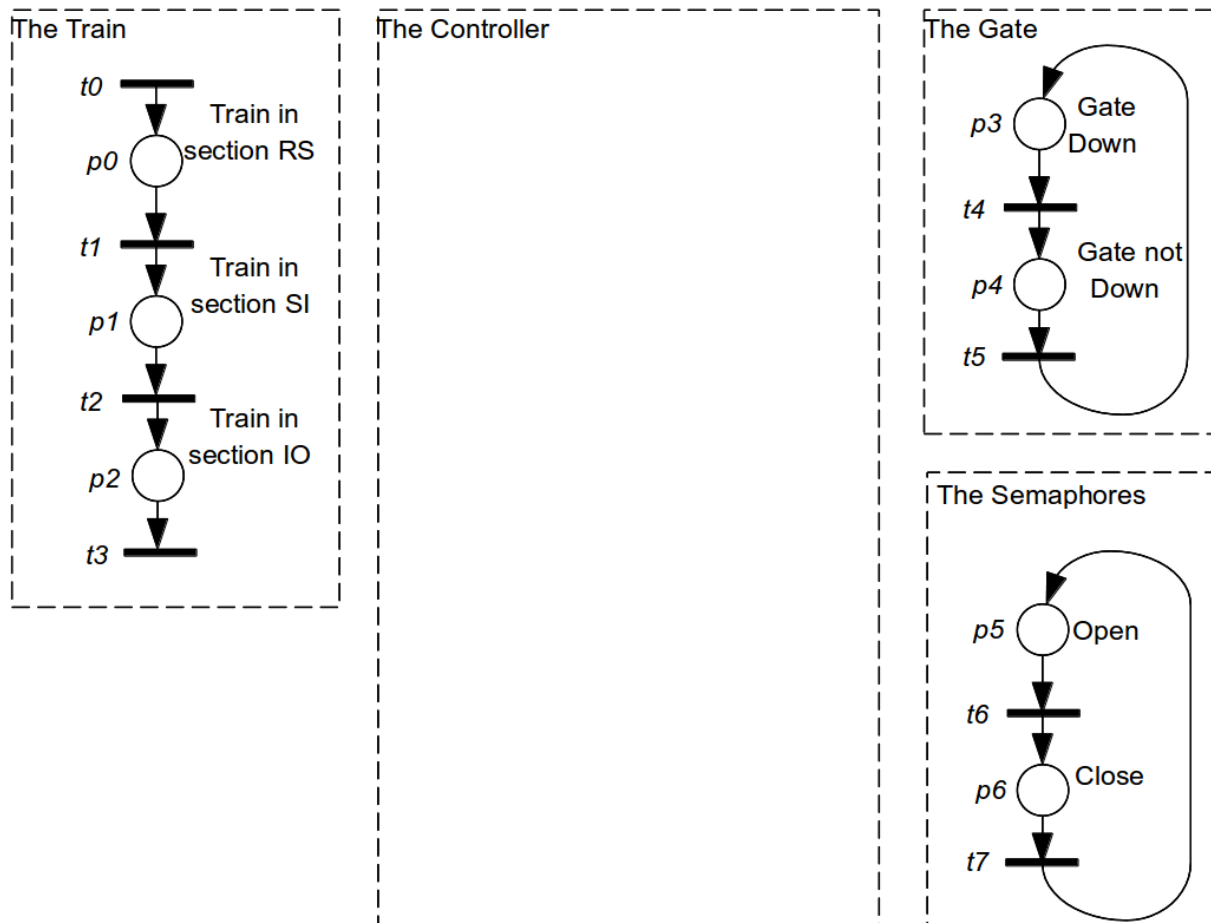 The Train
t0
Train in
section RS
p0
t1
Train in
section SI
p1
t2
Train in
section IO
p2
t3
The Controller
The Gate
p3
Gate
Down
t4
Gate not
Down
p4
t5
The Semaphores
p5
Open
t6
Close
p6
t7